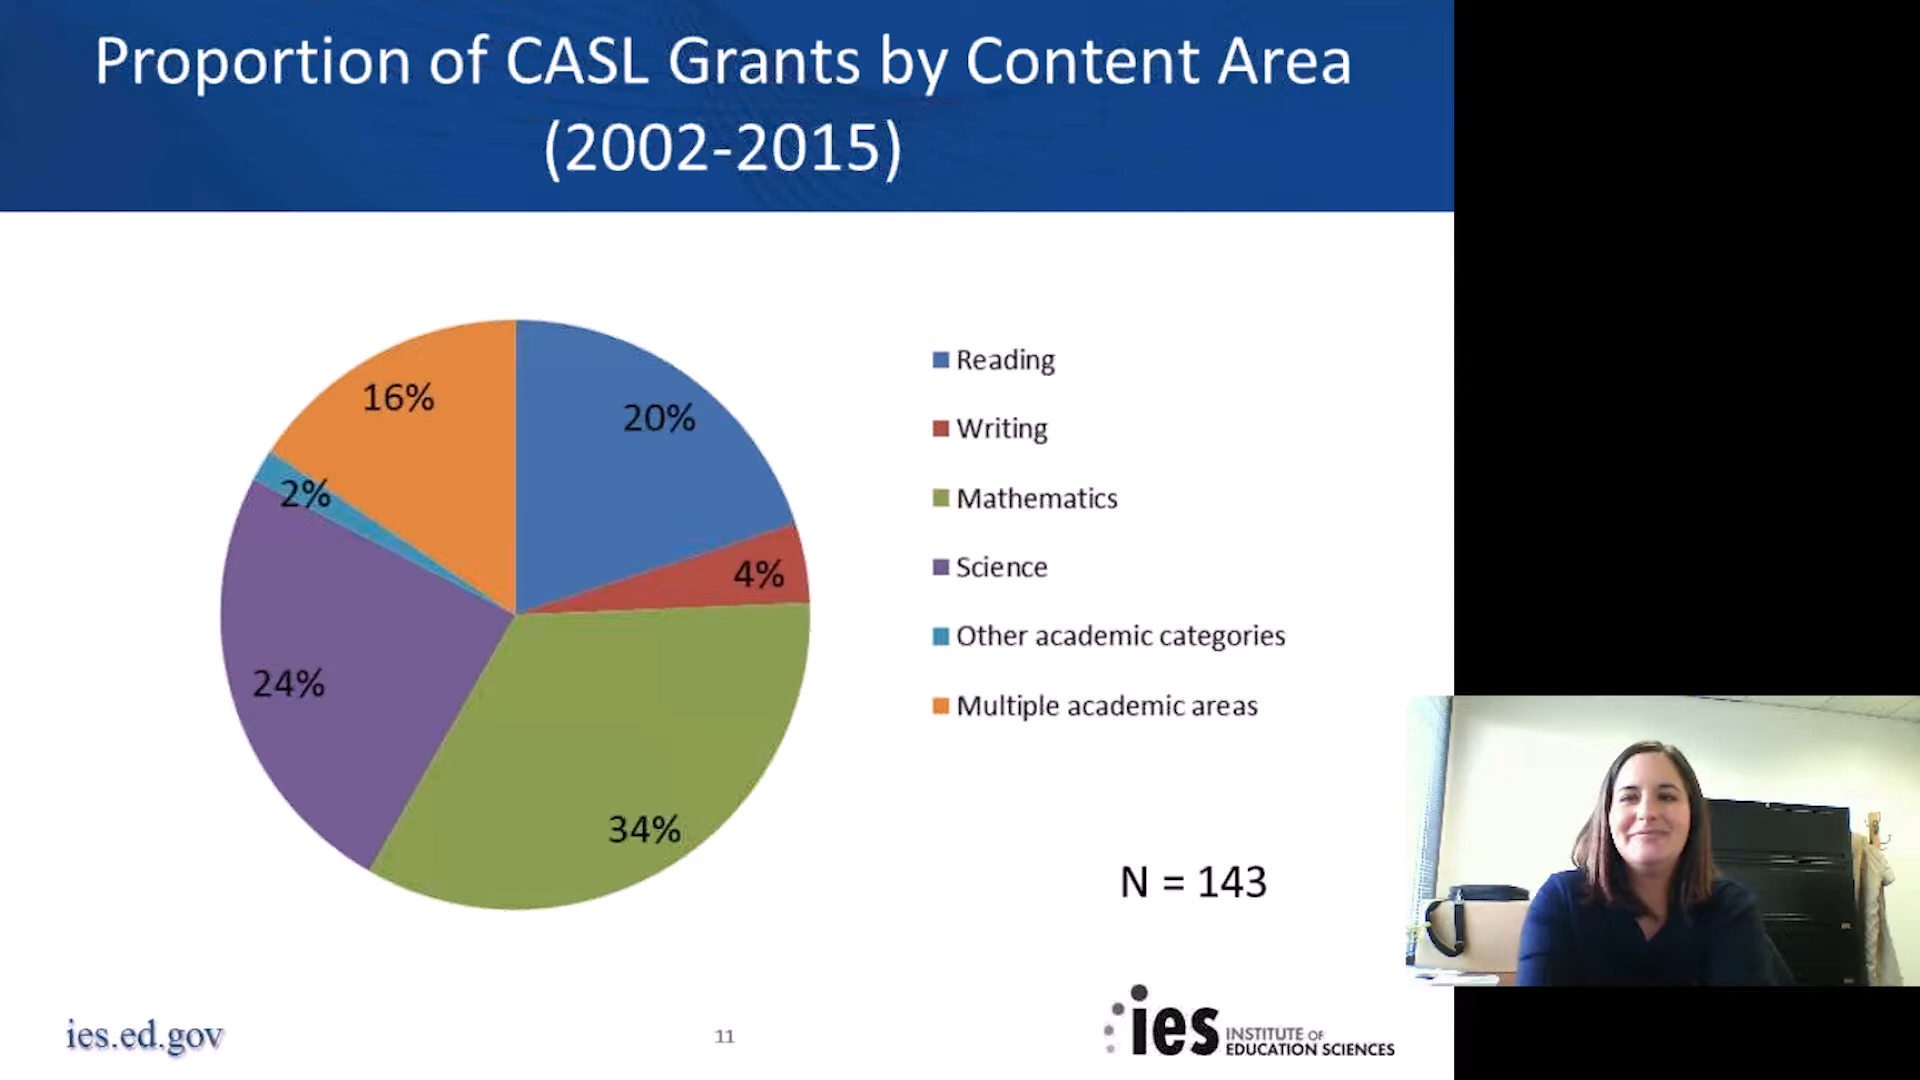 Proportion of CASL Grants by Content Area
(2002-2015)
16%
20%
2%
4%
24%
34%
Reading
Writing
Mathematics
Science
Other academic categories
Multiple academic areas
N = 143
ies.ed.gov
11
ies INSTITUTE OF
EDUCATION SCIENCES